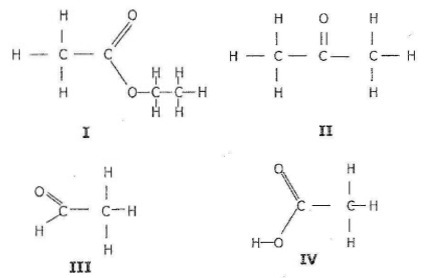 H
H — C — C
H
O
O—C—C—H
H H
H H
I
H O H
H — C — C — C — H
H H
II
O
H C — C—H
H
H
III
O H
C — C — H
H—O H
IV